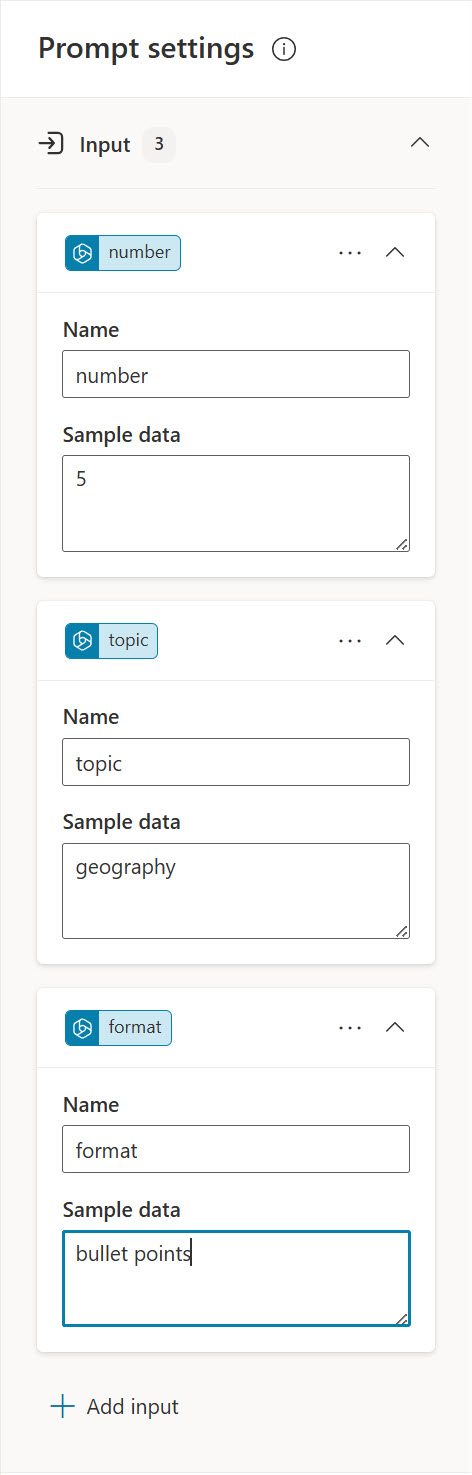 Prompt settings
Input 3
number
Name
number
Sample data
5
topic
Name
topic
Sample data
geography
format
Name
format
Sample data
bullet points
Add input